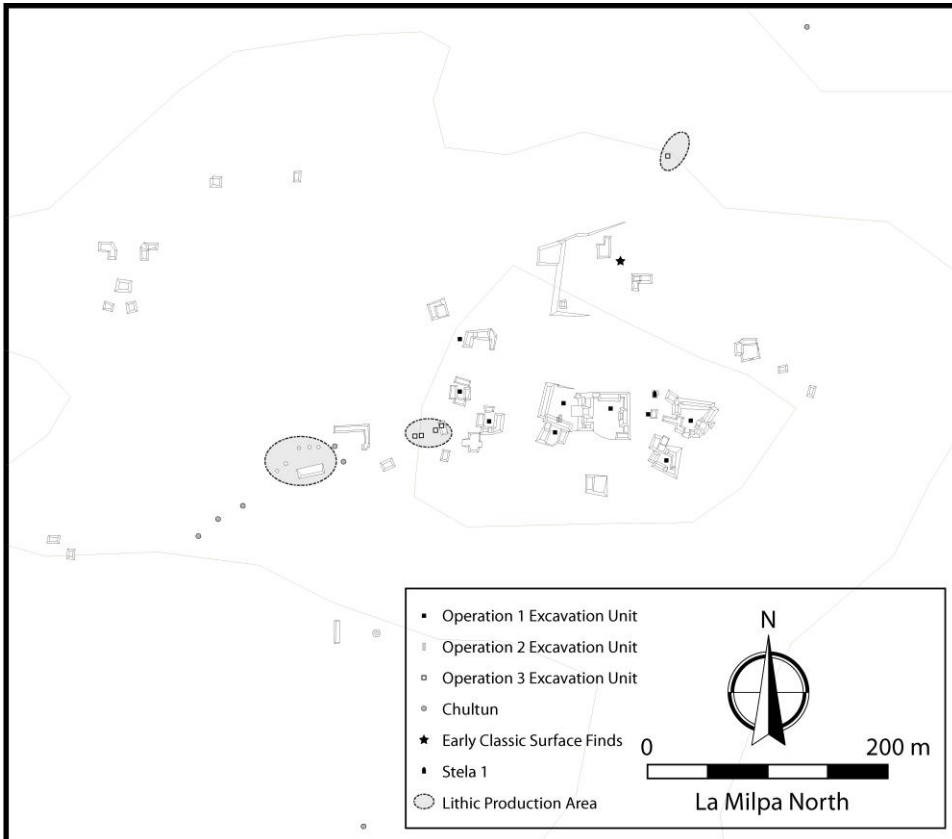 Operation 1 Excavation Unit
Operation 2 Excavation Unit
Operation 3 Excavation Unit
Chultun
Early Classic Surface Finds
Stela 1
Lithic Production Area
N
0 200 m
La Milpa North